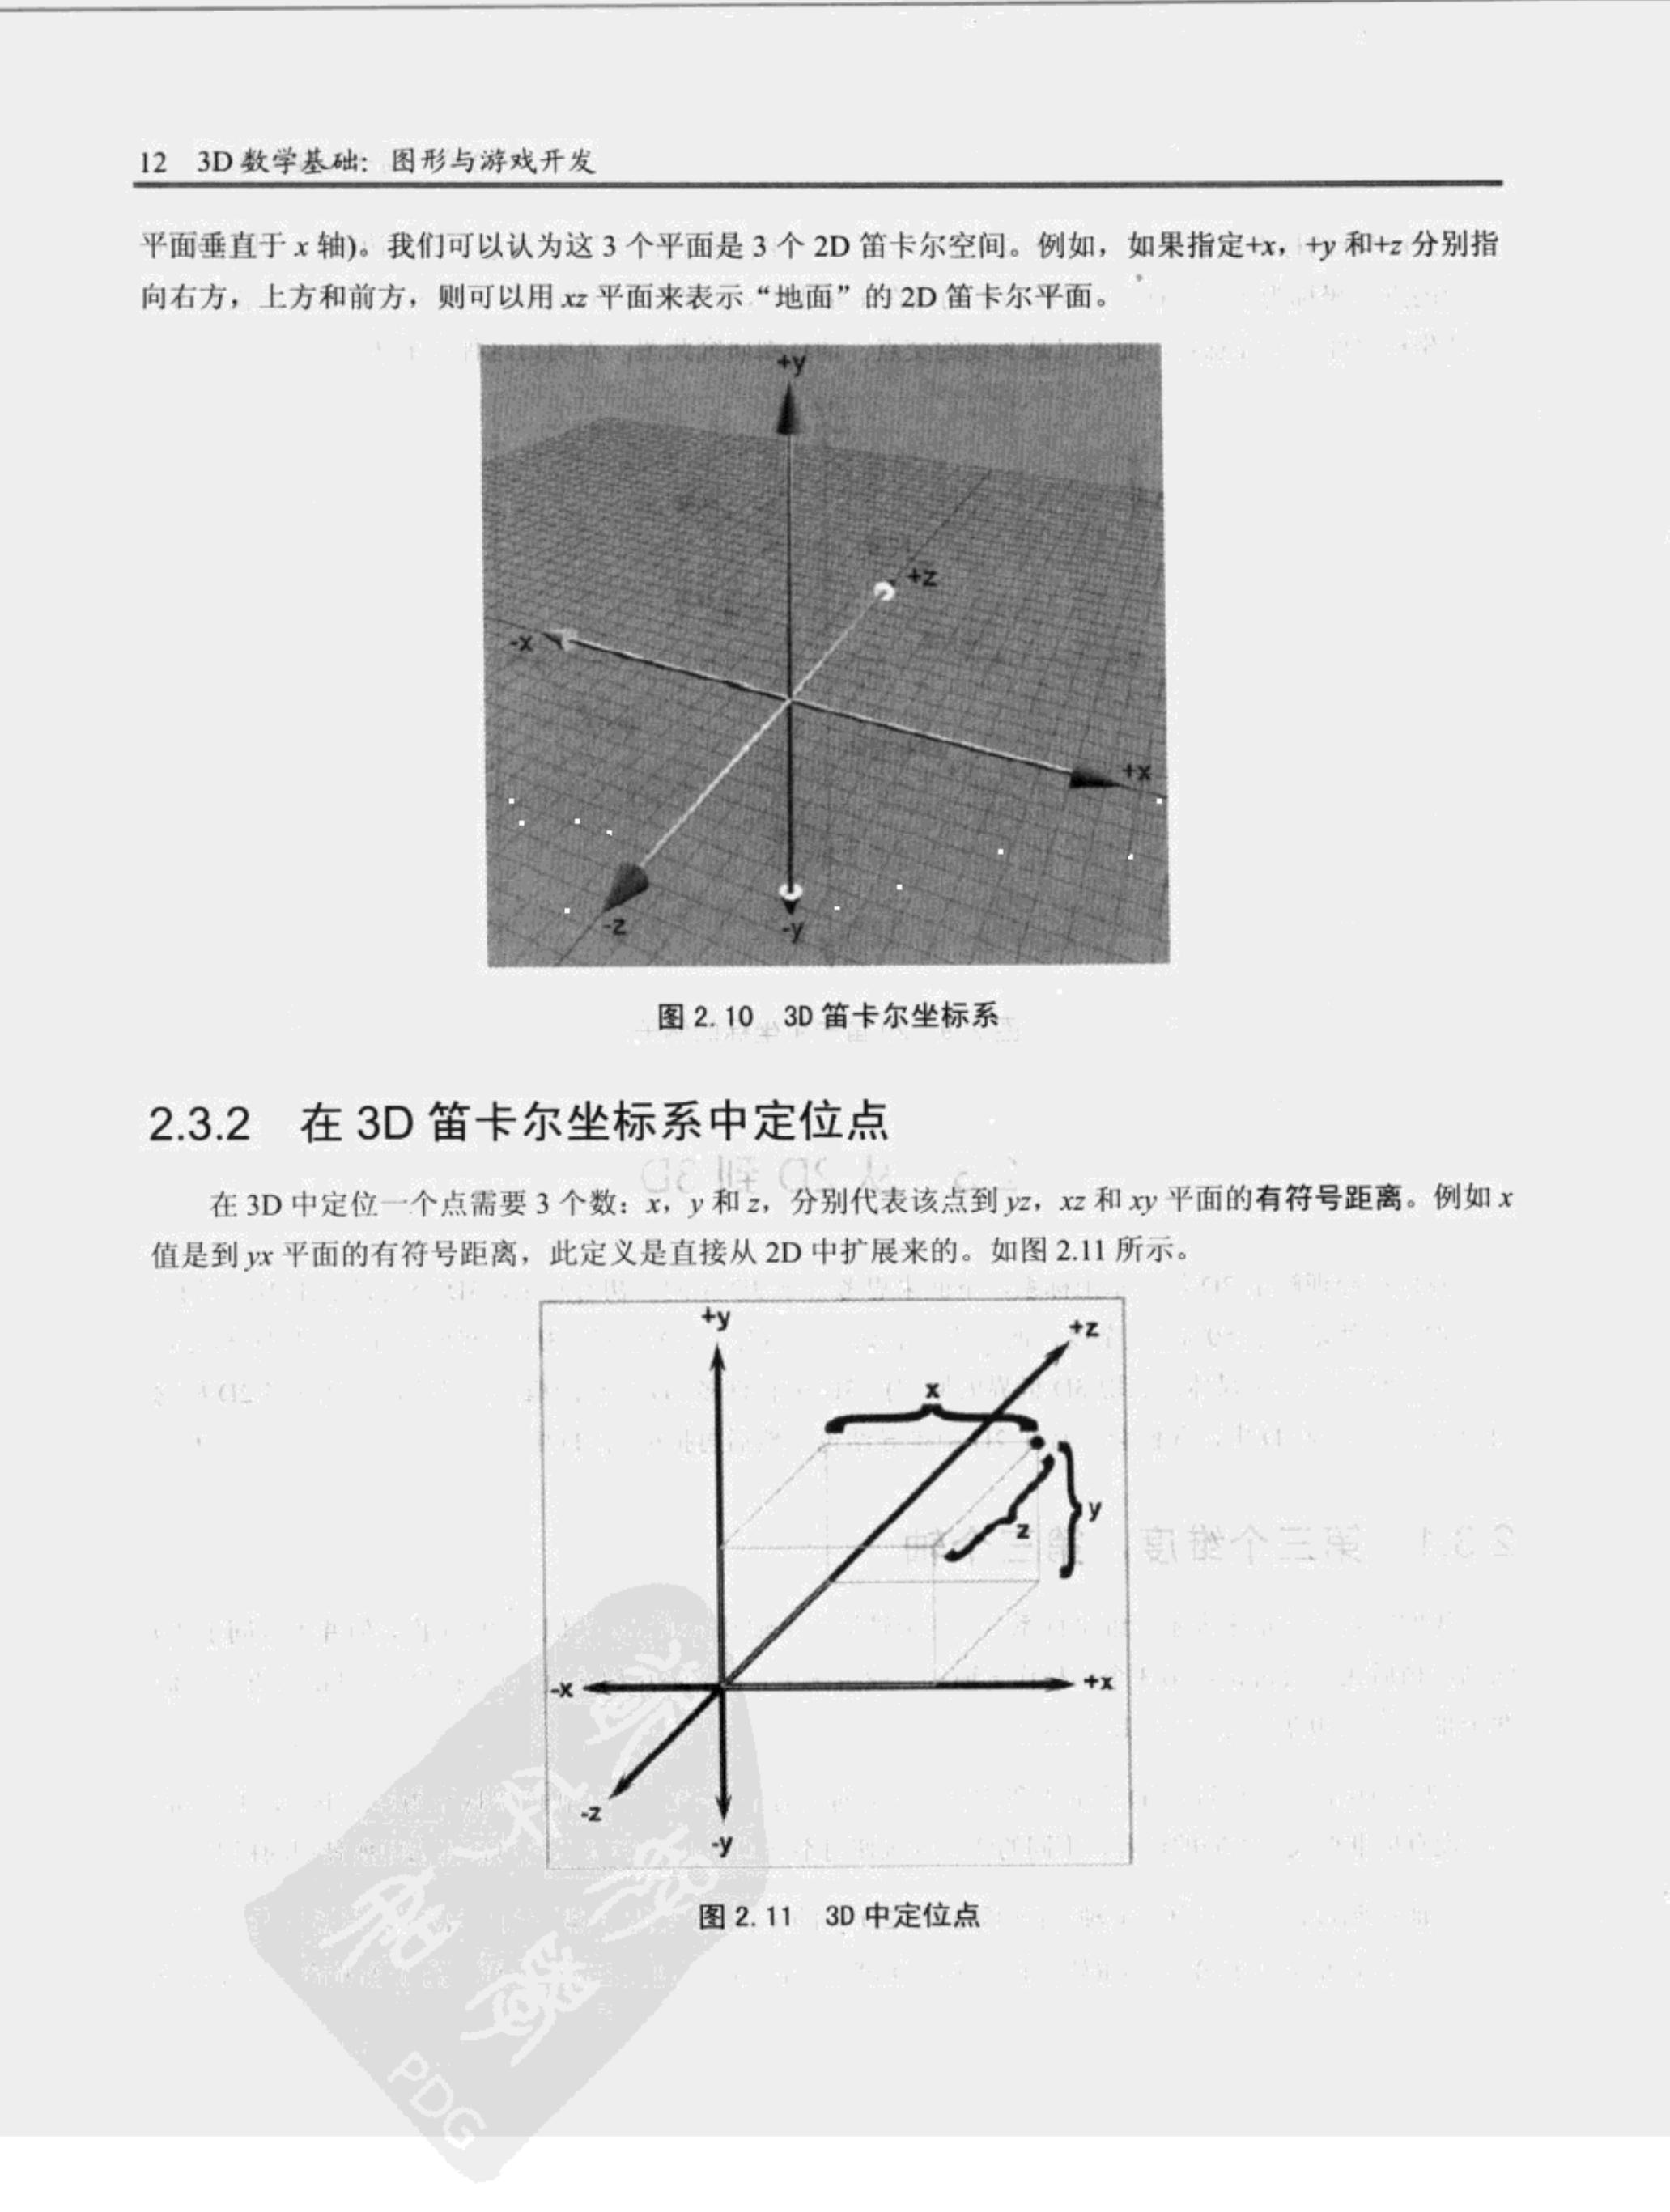 12 3D 数学基础：图形与游戏开发
平面垂直于 x 轴)。我们可以认为这 3 个平面是 3 个 2D 笛卡尔空间。例如，如果指定+x，+y 和+z 分别指
向右方，上方和前方，则可以用 xz 平面来表示“地面”的 2D 笛卡尔平面。
+y
+z
-x
+x
-z
-y
图 2.10 3D 笛卡尔坐标系
2.3.2 在 3D 笛卡尔坐标系中定位点
在 3D 中定位一个点需要 3 个数：x，y 和 z，分别代表该点到 yz，xz 和 xy 平面的有符号距离。例如 x
值是到 yx 平面的有符号距离，此定义是直接从 2D 中扩展来的。如图 2.11 所示。
+y
+z
x
y
z
-x
+x
-z
-y
图 2.11 3D 中定位点
PDG